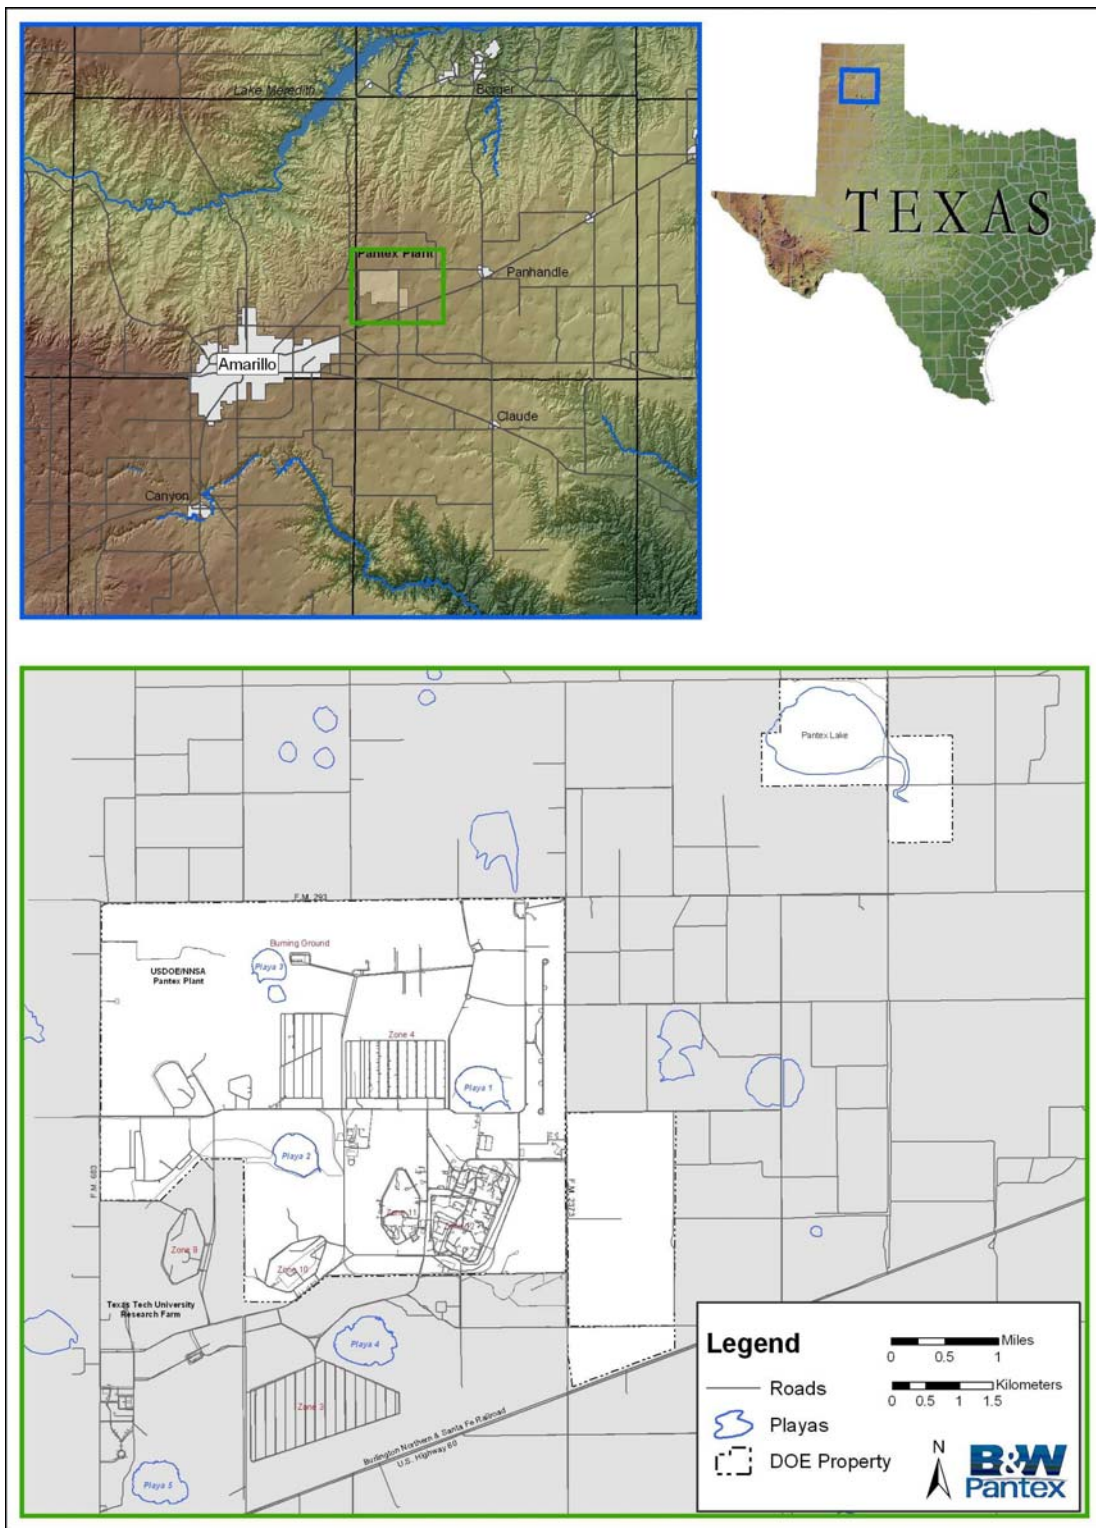 Lake Meredith
Borger
Pantex Plant
Panhandle
Amarillo
Claude
Canyon
TEXAS
Pantex Lake
F.M. 293
Burning Ground
Playa 3
USDOE/NNSA
Pantex Plant
Zone 4
Playa 1
Playa 2
F.M. 683
F.M. 2373
Zone 11
Zone 12
Zone 9
Zone 10
Texas Tech University
Research Farm
Playa 4
Zone 3
Burlington Northern & Santa Fe Railroad
U.S. Highway 60
Playa 5
Legend
Roads
Playas
DOE Property
Miles
0 0.5 1
Kilometers
0 0.5 1 1.5
N
B&W
Pantex